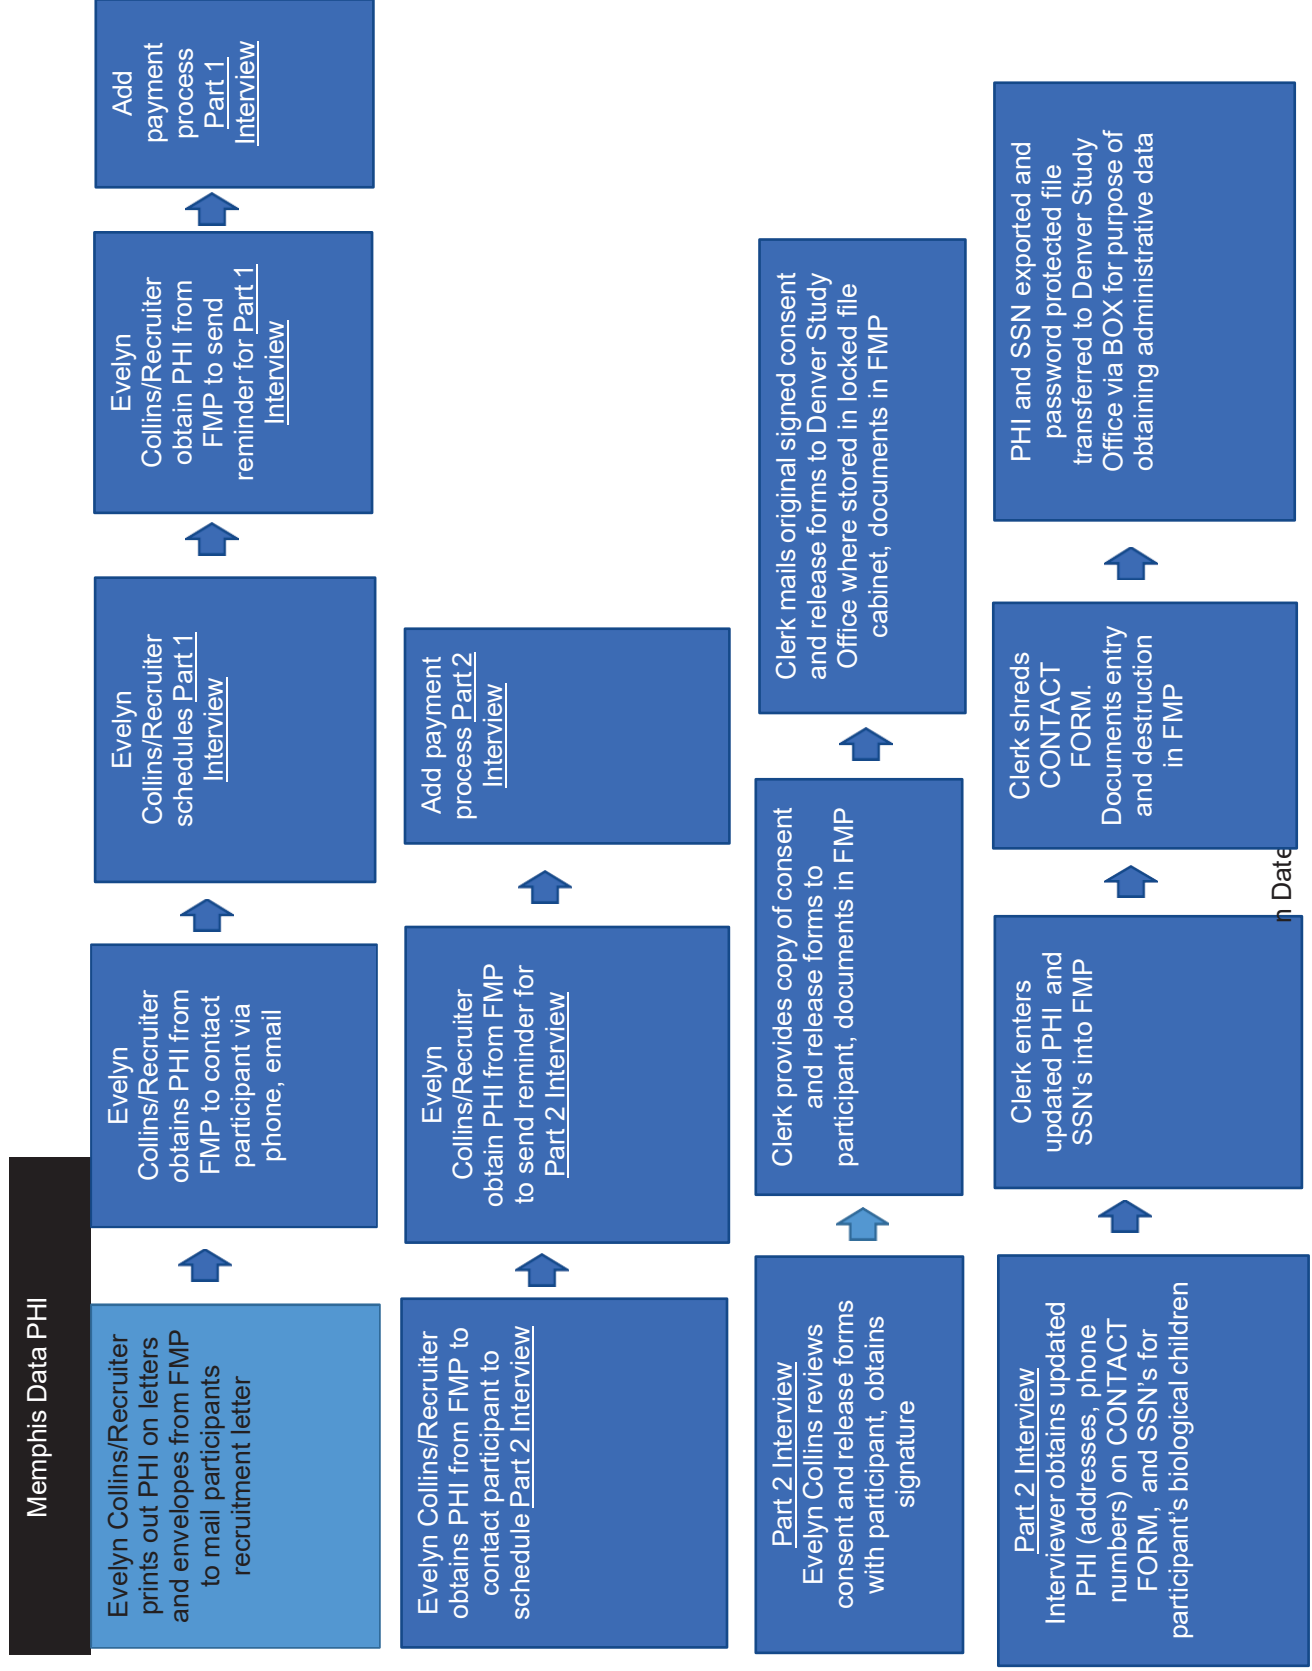 Memphis Data PHI
Evelyn Collins/Recruiter
prints out PHI on letters
and envelopes from FMP
to mail participants
recruitment letter
Evelyn
Collins/Recruiter
obtains PHI from
FMP to contact
participant via
phone, email
Evelyn
Collins/Recruiter
schedules Part 1
Interview
Evelyn
Collins/Recruiter
obtain PHI from
FMP to send
reminder for Part 1
Interview
Add
payment
process
Part 1
Interview
Evelyn Collins/Recruiter
obtains PHI from FMP to
contact participant to
schedule Part 2 Interview
Evelyn
Collins/Recruiter
obtain PHI from FMP
to send reminder for
Part 2 Interview
Add payment
process Part 2
Interview
Part 2 Interview
Evelyn Collins reviews
consent and release forms
with participant, obtains
signature
Clerk provides copy of consent
and release forms to
participant, documents in FMP
Clerk mails original signed consent
and release forms to Denver Study
Office where stored in locked file
cabinet, documents in FMP
Part 2 Interview
Interviewer obtains updated
PHI (addresses, phone
numbers) on CONTACT
FORM, and SSN's for
participant's biological children
Clerk enters
updated PHI and
SSN's into FMP
Clerk shreds
CONTACT
FORM.
Documents entry
and destruction
in FMP
PHI and SSN exported and
password protected file
transferred to Denver Study
Office via BOX for purpose of
obtaining administrative data
n Date